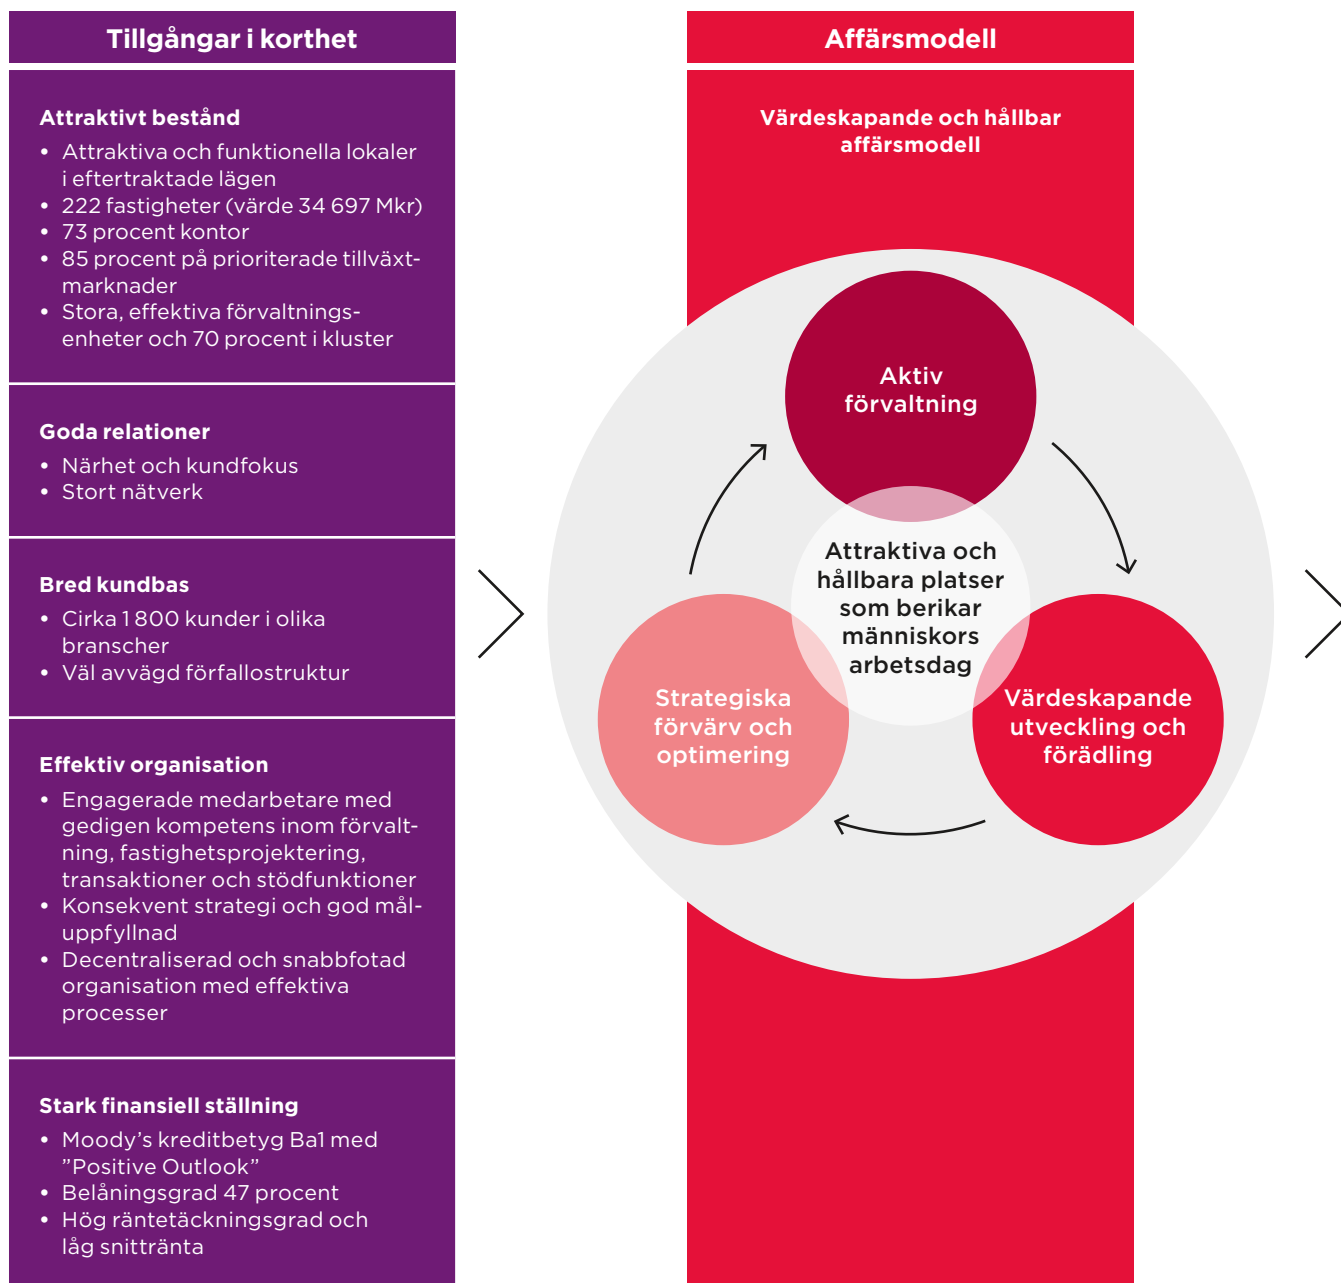 Tillgångar i korthet
Attraktivt bestånd
• Attraktiva och funktionella lokaler
i eftertraktade lägen
• 222 fastigheter (värde 34 697 Mkr)
• 73 procent kontor
• 85 procent på prioriterade tillväxt-
marknader
• Stora, effektiva förvaltnings-
enheter och 70 procent i kluster
Goda relationer
• Närhet och kundfokus
• Stort nätverk
Bred kundbas
• Cirka 1 800 kunder i olika
branscher
• Väl avvägd förfallostruktur
Effektiv organisation
• Engagerade medarbetare med
gedigen kompetens inom förvalt-
ning, fastighetsprojektering,
transaktioner och stödfunktioner
• Konsekvent strategi och god mål-
uppfyllnad
• Decentraliserad och snabbfotad
organisation med effektiva
processer
Stark finansiell ställning
• Moody’s kreditbetyg Ba1 med
”Positive Outlook”
• Belåningsgrad 47 procent
• Hög räntetäckningsgrad och
låg snittränta
Affärsmodell
Värdeskapande och hållbar
affärsmodell
Aktiv
förvaltning
Attraktiva och
hållbara platser
som berikar
människors
arbetsdag
Strategiska
förvärv och
optimering
Värdeskapande
utveckling och
förädling